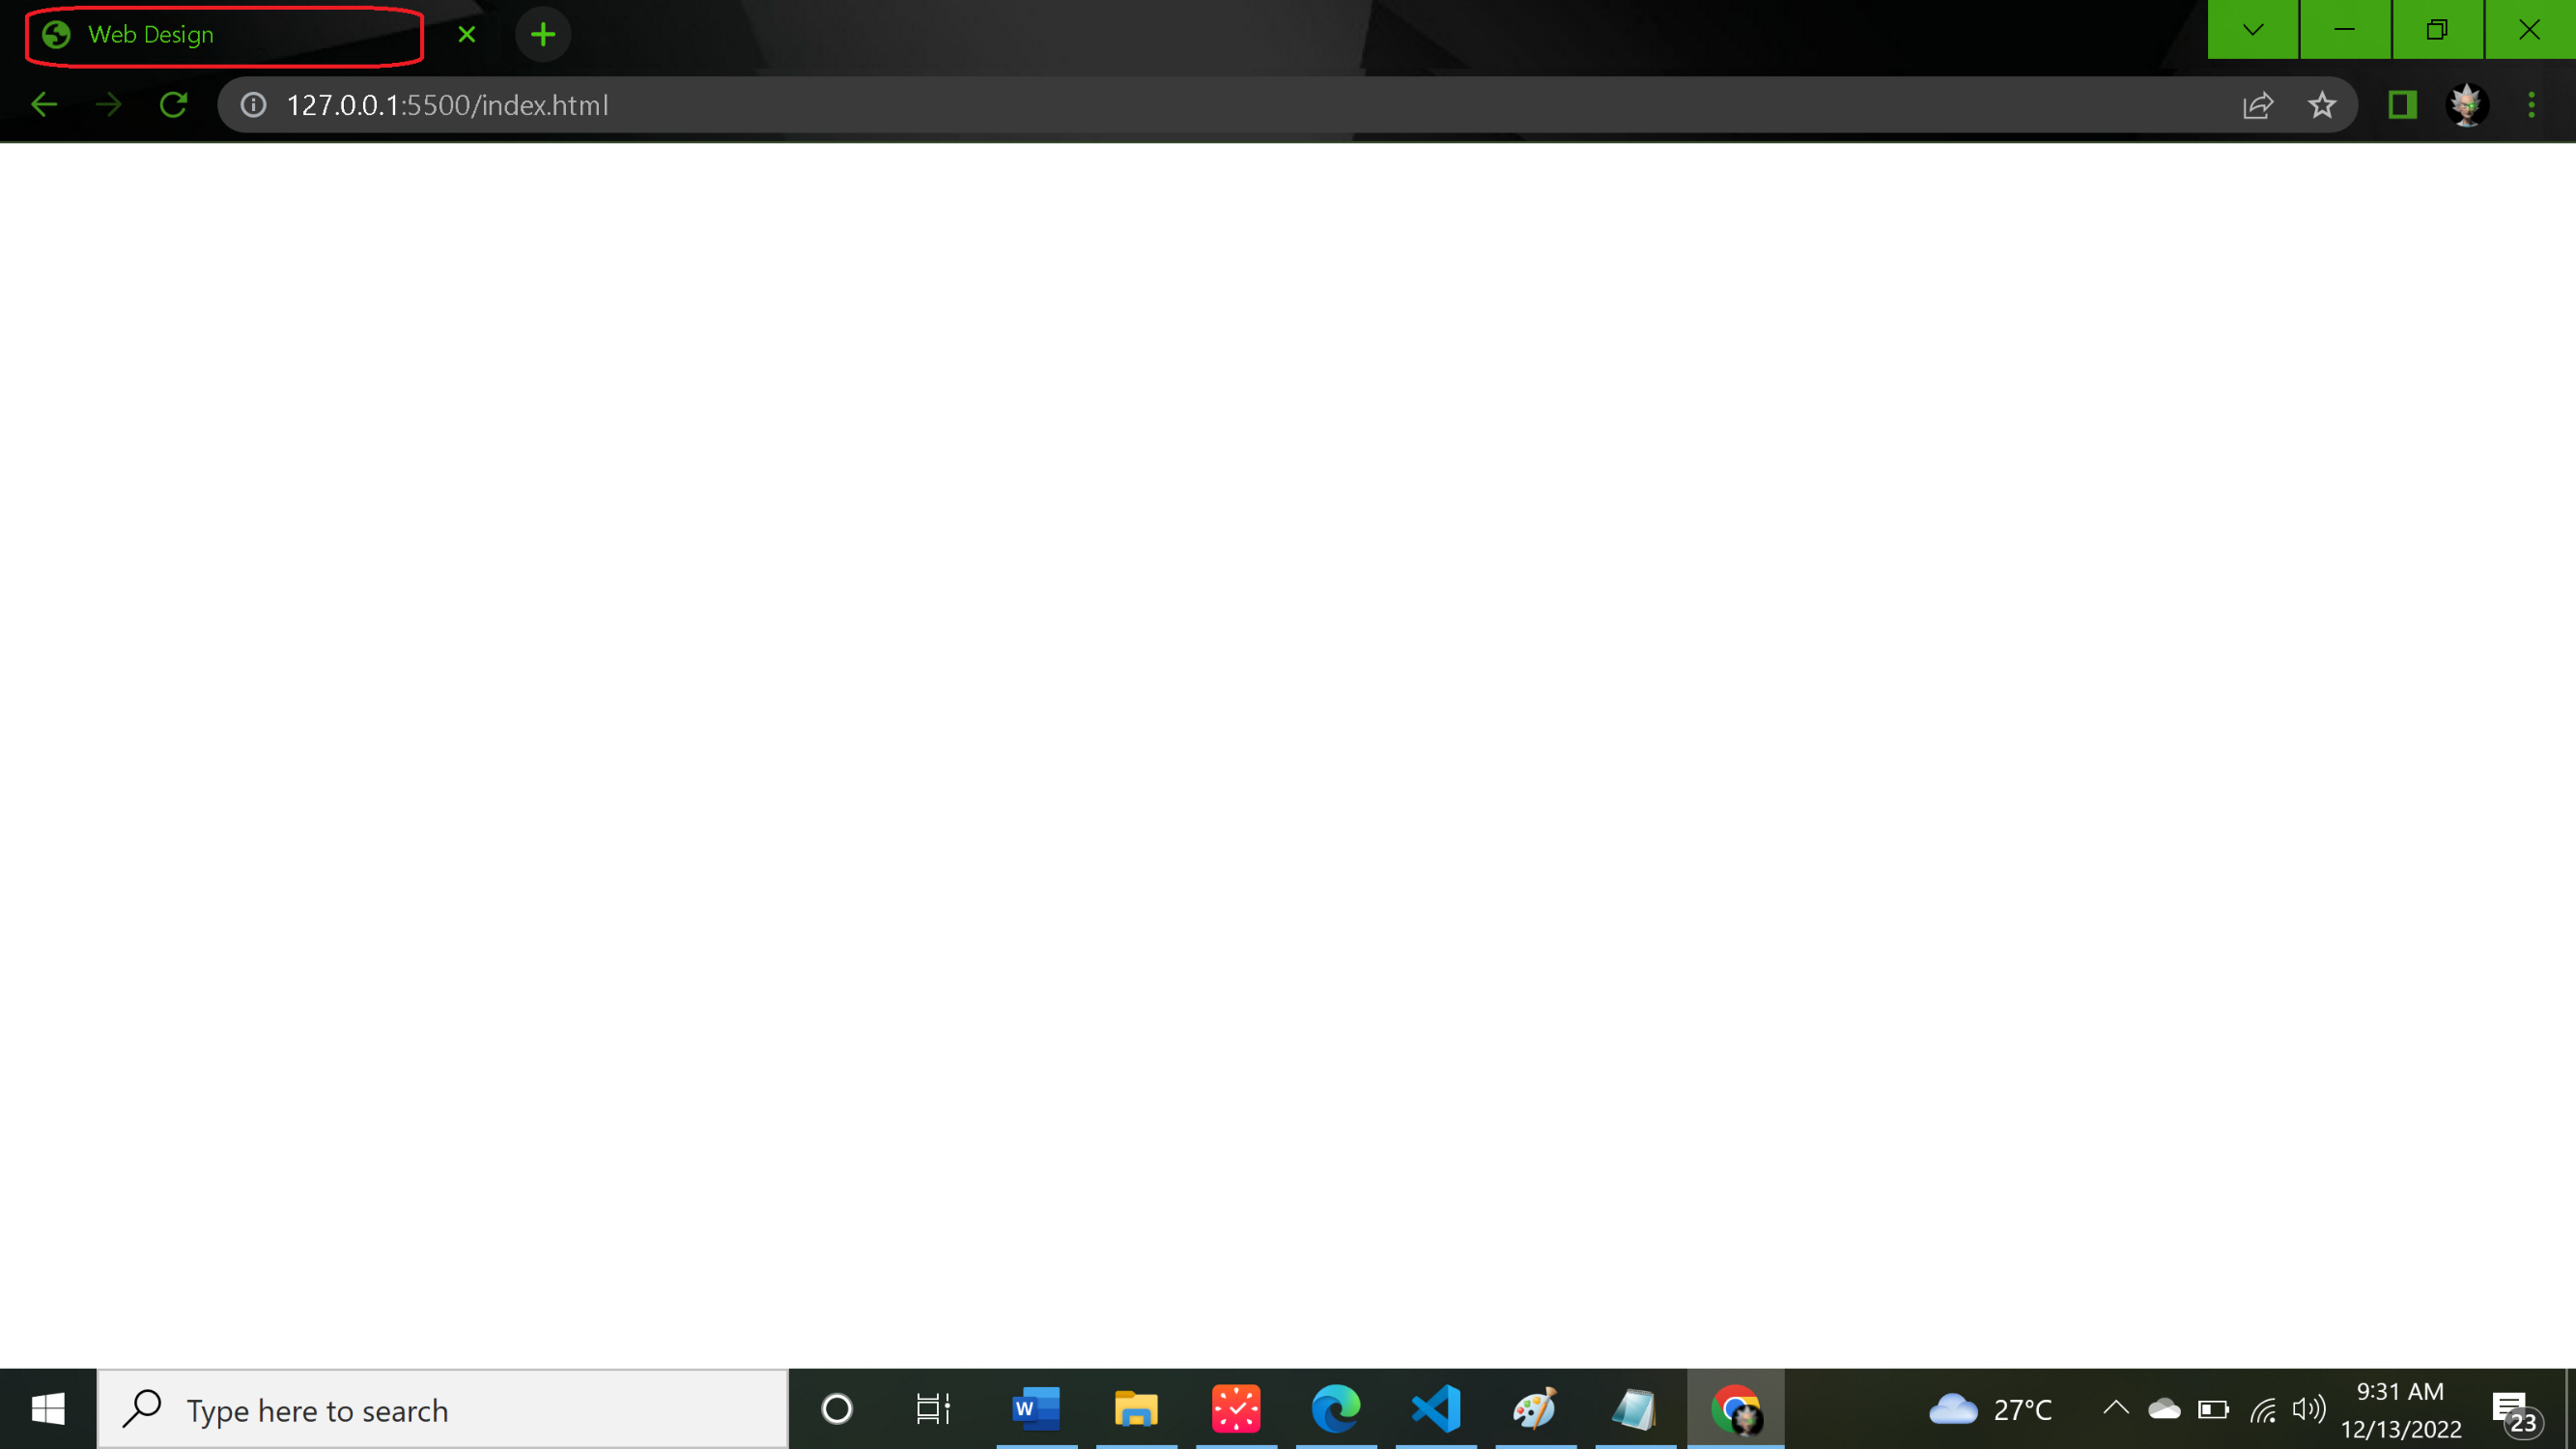 Web Design
127.0.0.1:5500/index.html
Type here to search
W
27°C
9:31 AM
12/13/2022
23